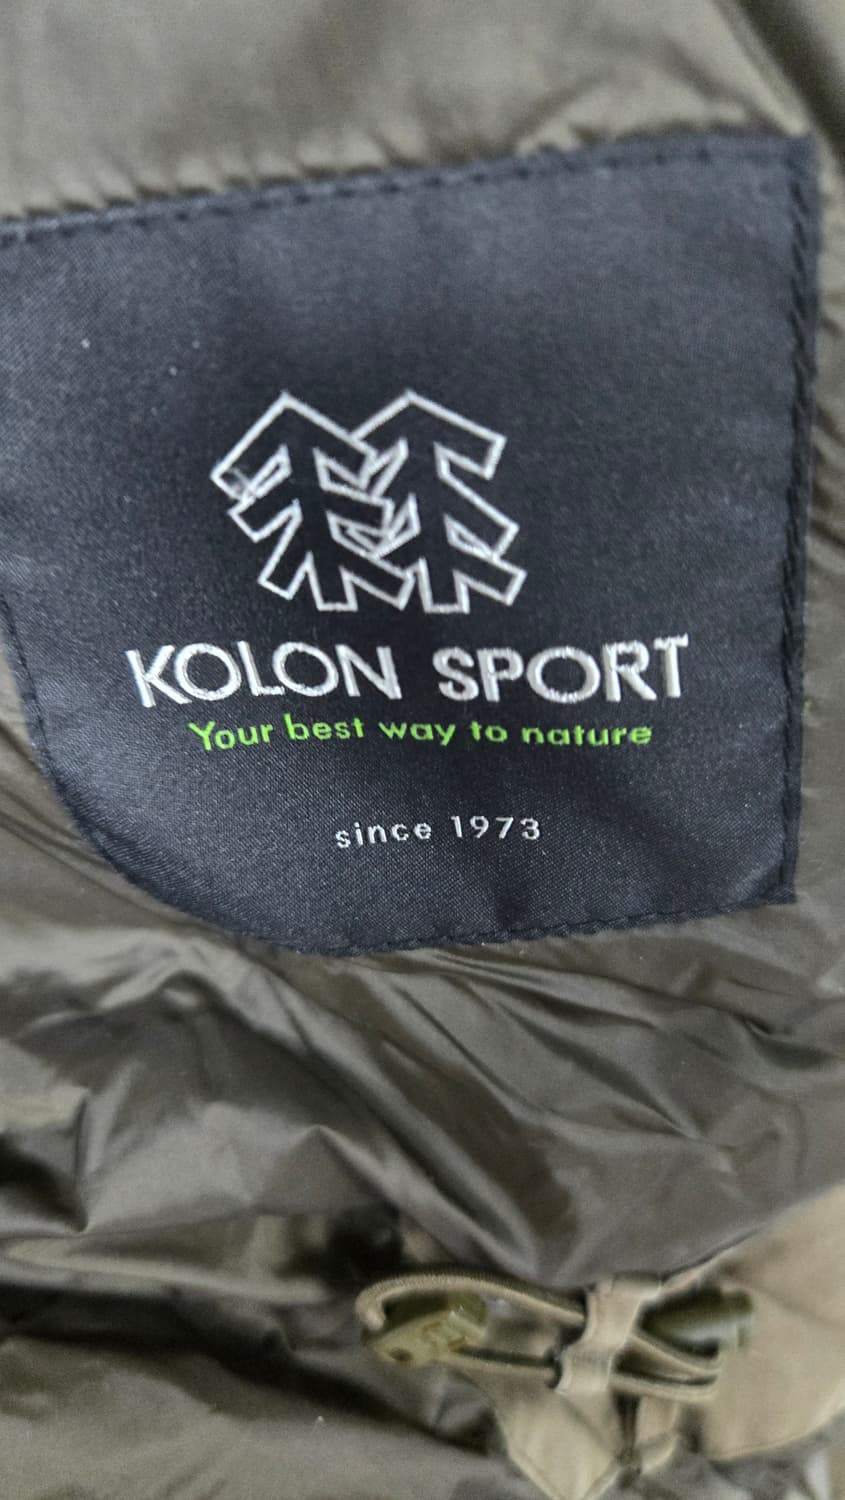 KOLON SPORT
Your best way to nature
since 1973